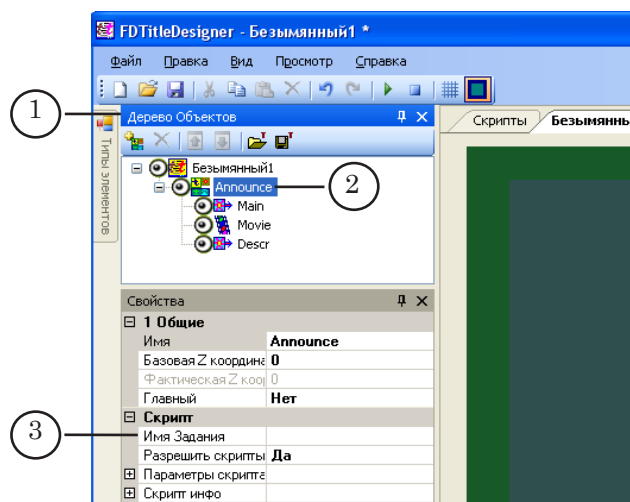 FDTitleDesigner - Безымянный1 *
Файл Правка Вид Просмотр Справка
1
Дерево Объектов
Скрипты Безымянны
Типы элементов
Безымянный1
Announce
2
Main
Movie
Descr
Свойства
1 Общие
Имя Announce
Базовая Z координа 0
Фактическая Z коор 0
Главный Нет
Скрипт
3
Имя Задания
Разрешить скрипты Да
Параметры скрипта
Скрипт инфо